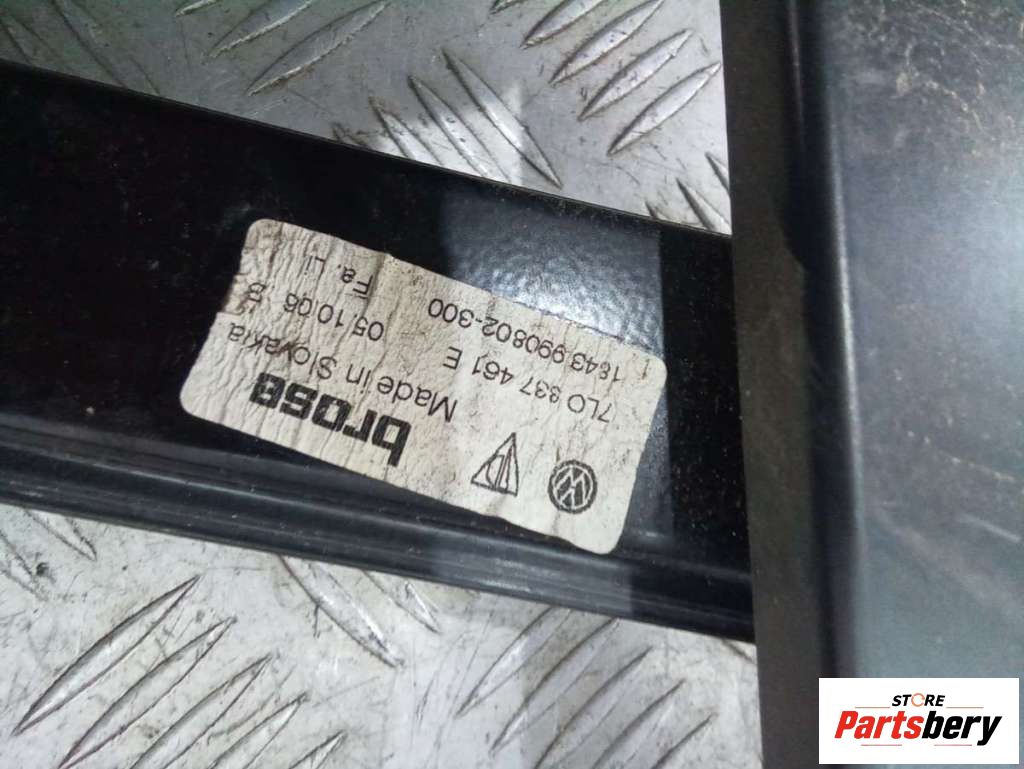 brose
Made in Slovakia
7L0 837 461 E 05.10.06
1643 990802-300 Fa. Li
STORE
Partsbery